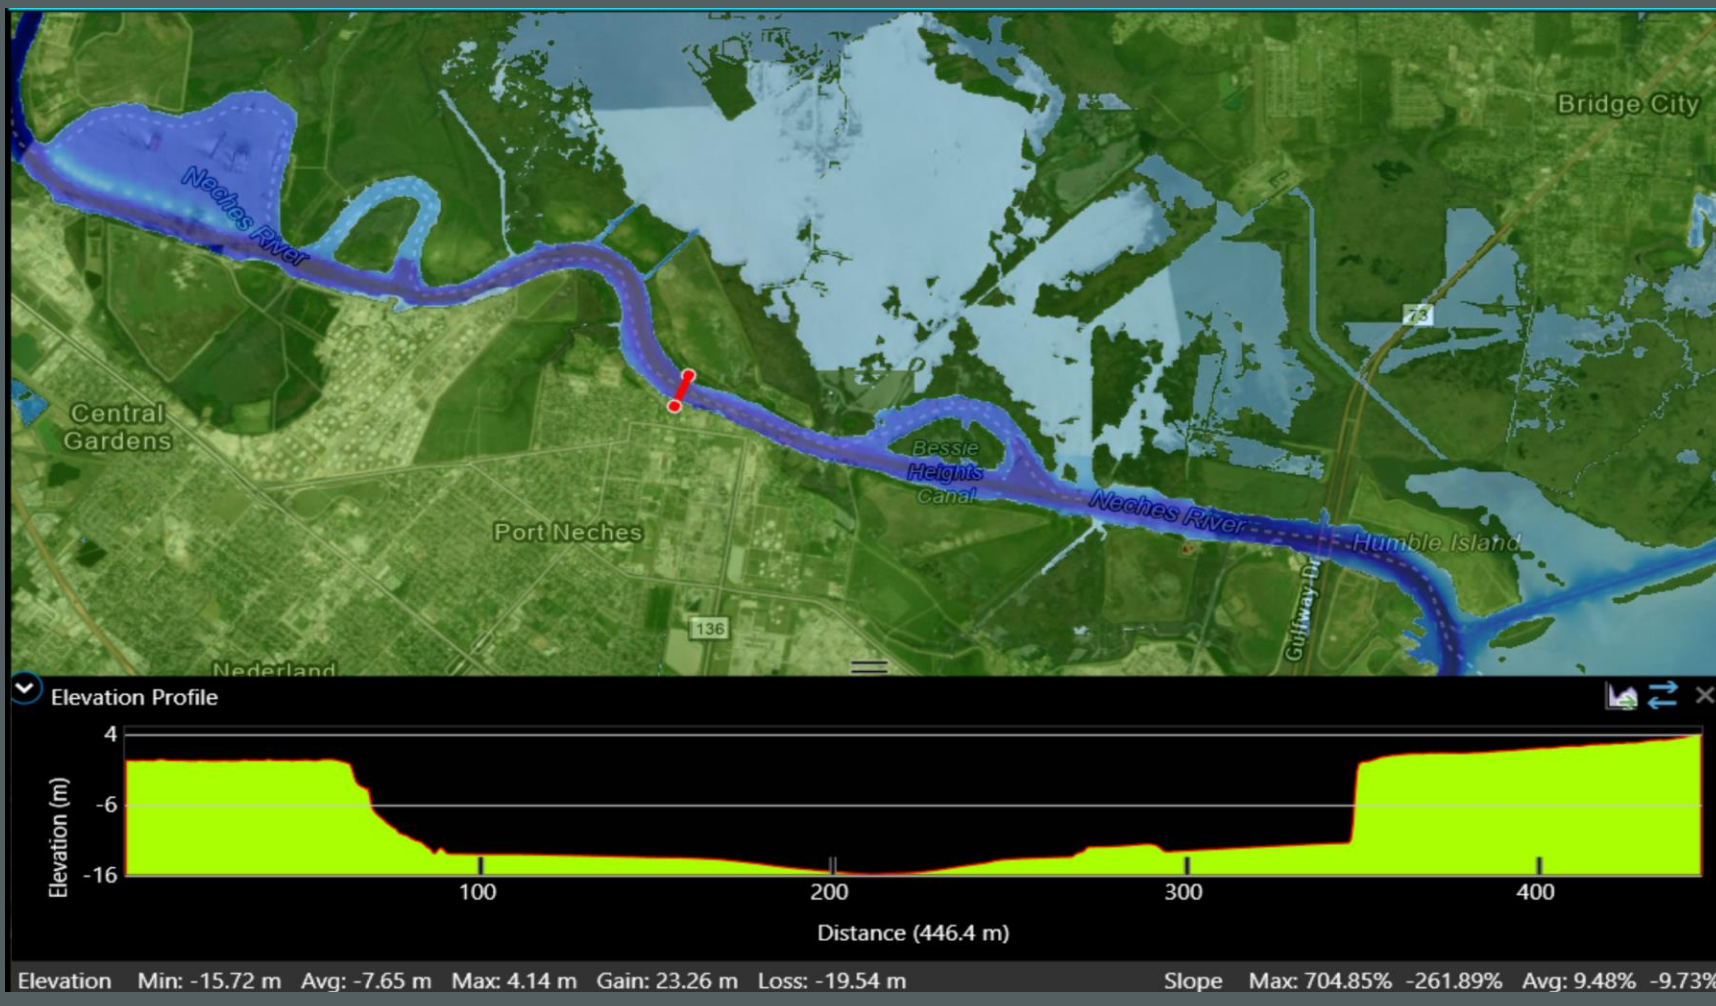 Bridge City
Neches River
73
Central
Gardens
Bessie
Heights
Canal
Neches River
Port Neches
Humble Island
Gulfway Dr
136
Nederland
Elevation Profile
4
-6
-16
Elevation (m)
100
200
300
400
Distance (446.4 m)
Elevation Min: -15.72 m Avg: -7.65 m Max: 4.14 m Gain: 23.26 m Loss: -19.54 m Slope Max: 704.85% -261.89% Avg: 9.48% -9.73%